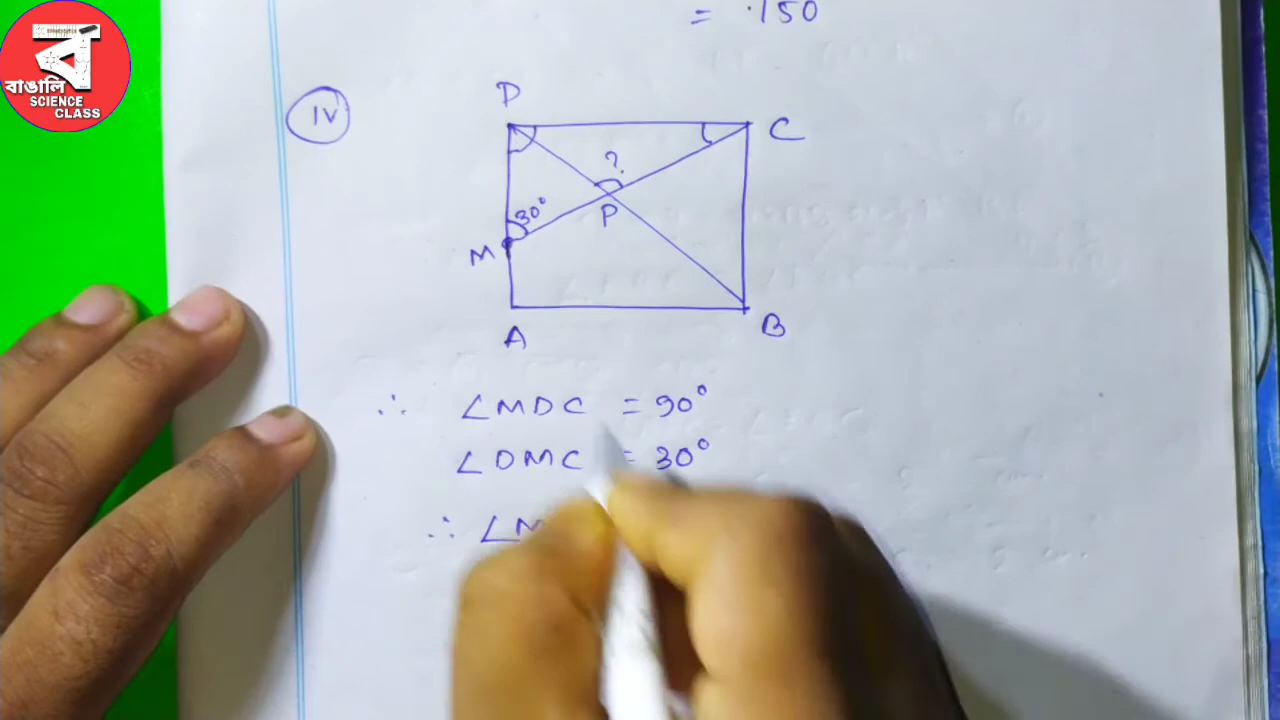 ব
বাঙালি
SCIENCE
CLASS
= 150
IV
D
C
?
30°
P
M
A
B
∴ ∠MDC = 90°
∠DMC = 30°
∴ ∠M